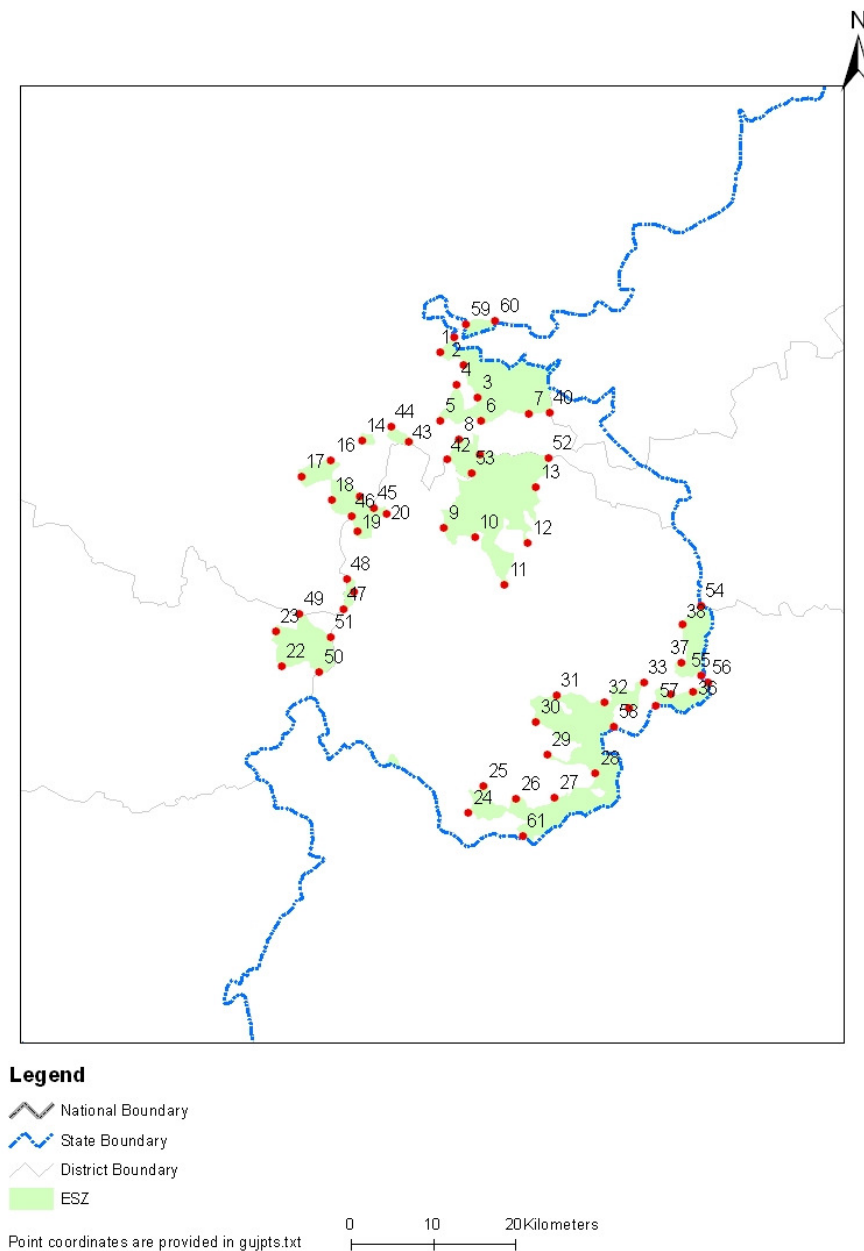 N
59 60
1
2
4
3
5 6 7 40
44
14 43 8
16 42 53 52
17 13
18 46 45
19 20
9 10 12
11
48
47
49
23 51
22 50
54
38
37 55 56
33 57 36
31 32
30 58
29
28
25 26 27
24
61
Legend
National Boundary
State Boundary
District Boundary
ESZ
Point coordinates are provided in gujpts.txt
0 10 20Kilometers